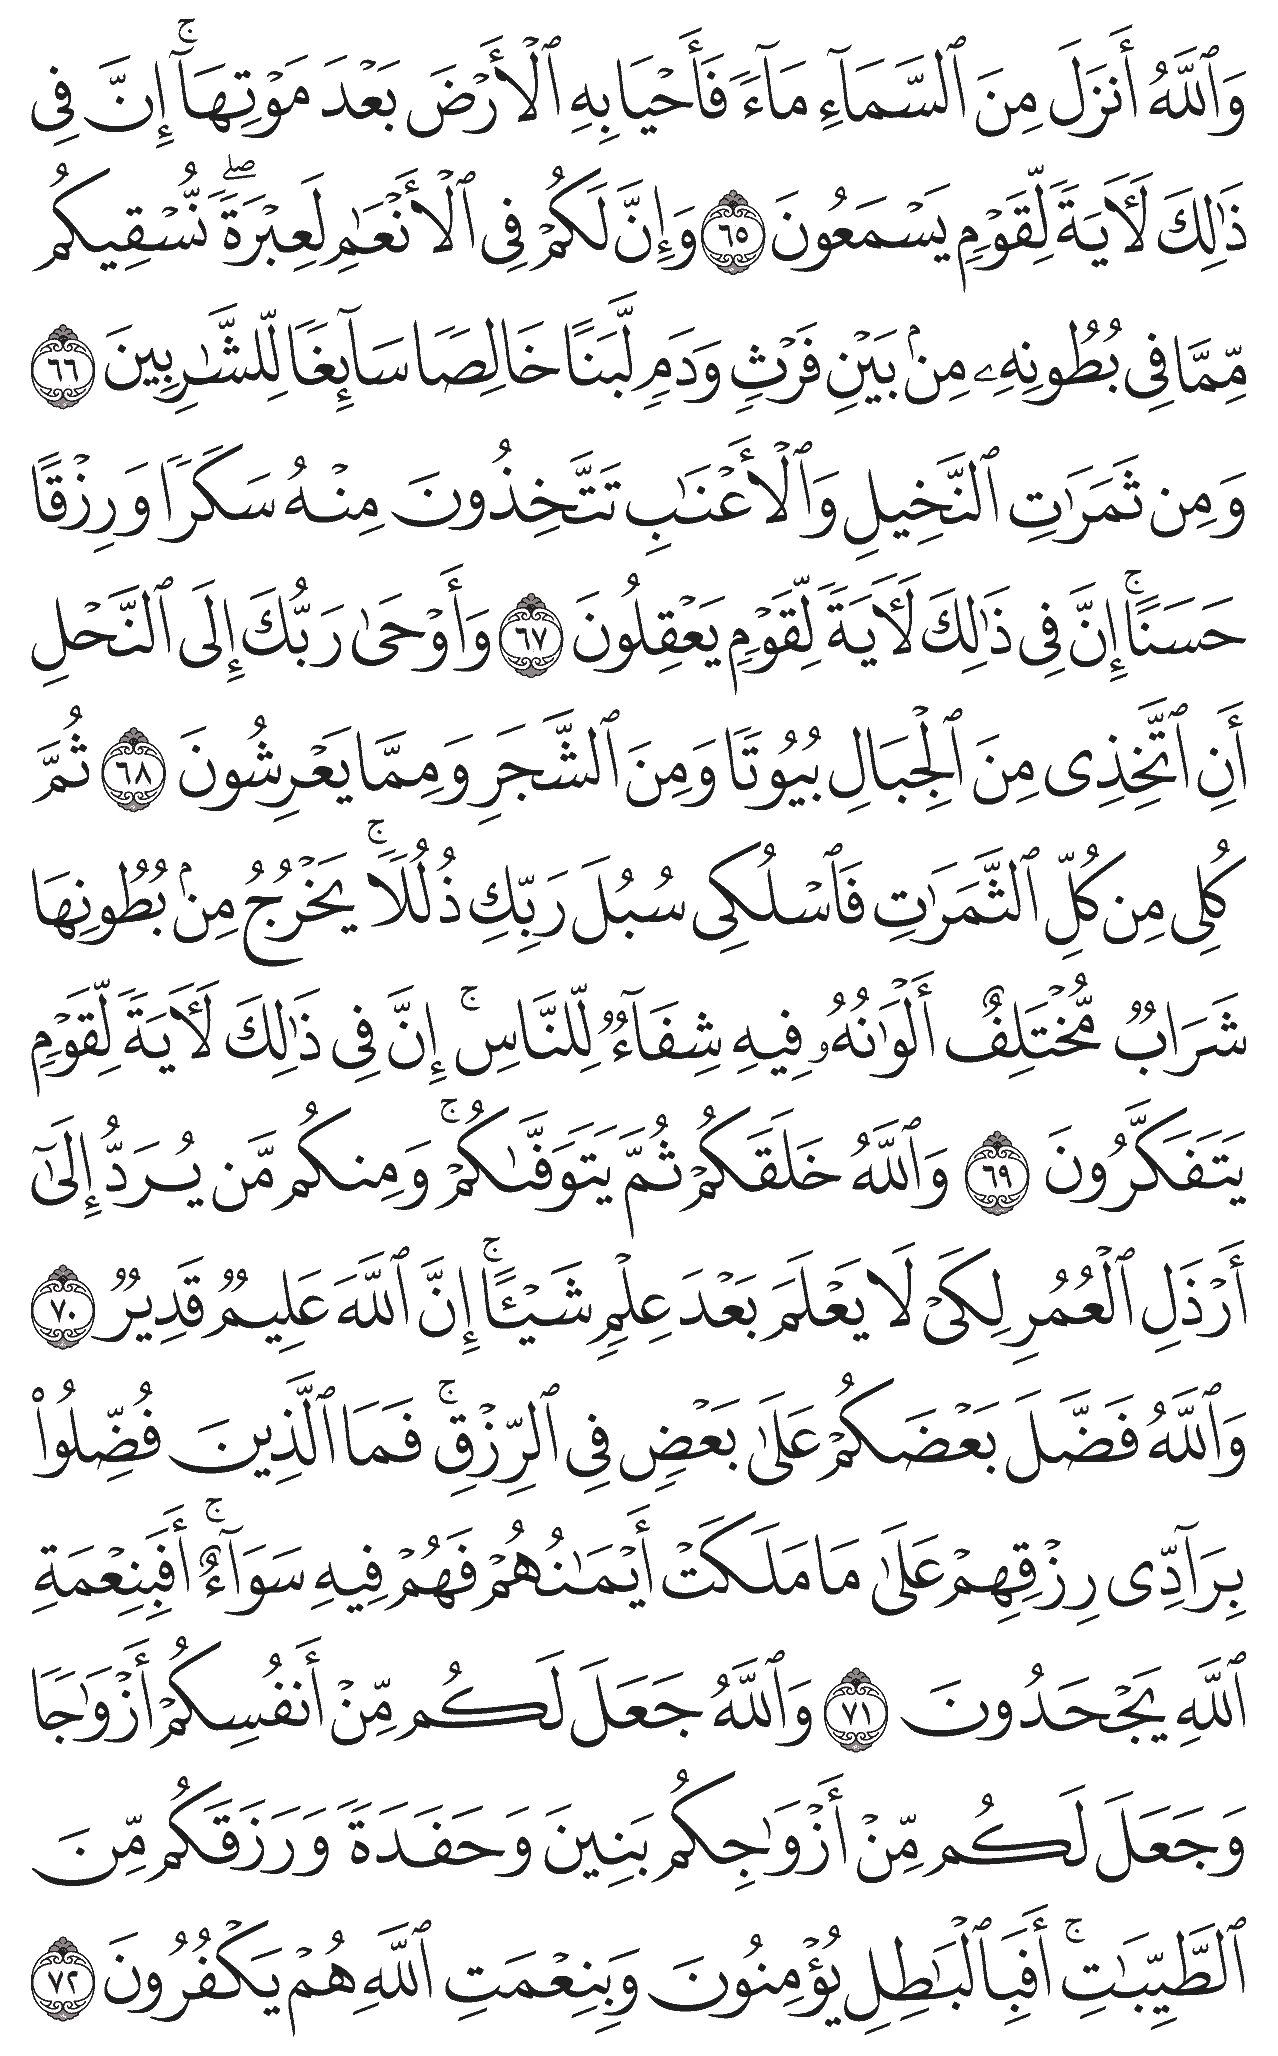 وَٱللَّهُ أَنزَلَ مِنَ ٱلسَّمَآءِ مَآءً فَأَحْيَا بِهِ ٱلْأَرْضَ بَعْدَ مَوْتِهَآ ۚ إِنَّ فِى
ذَٰلِكَ لَءَايَةً لِّقَوْمٍ يَسْمَعُونَ ٦٥ وَإِنَّ لَكُمْ فِى ٱلْأَنْعَٰمِ لَعِبْرَةً ۖ نُّسْقِيكُم
مِّمَّا فِى بُطُونِهِۦ مِنۢ بَيْنِ فَرْثٍ وَدَمٍ لَّبَنًا خَالِصًا سَآئِغًا لِّلشَّٰرِبِينَ ٦٦
وَمِن ثَمَرَٰتِ ٱلنَّخِيلِ وَٱلْأَعْنَٰبِ تَتَّخِذُونَ مِنْهُ سَكَرًا وَرِزْقًا
حَسَنًا ۚ إِنَّ فِى ذَٰلِكَ لَءَايَةً لِّقَوْمٍ يَعْقِلُونَ ٦٧ وَأَوْحَىٰ رَبُّكَ إِلَى ٱلنَّحْلِ
أَنِ ٱتَّخِذِى مِنَ ٱلْجِبَالِ بُيُوتًا وَمِنَ ٱلشَّجَرِ وَمِمَّا يَعْرِشُونَ ٦٨ ثُمَّ
كُلِى مِن كُلِّ ٱلثَّمَرَٰتِ فَٱسْلُكِى سُبُلَ رَبِّكِ ذُلُلًا ۚ يَخْرُجُ مِنۢ بُطُونِهَا
شَرَابٌ مُّخْتَلِفٌ أَلْوَٰنُهُۥ فِيهِ شِفَآءٌ لِّلنَّاسِ ۚ إِنَّ فِى ذَٰلِكَ لَءَايَةً لِّقَوْمٍ
يَتَفَكَّرُونَ ٦٩ وَٱللَّهُ خَلَقَكُمْ ثُمَّ يَتَوَفَّىٰكُمْ ۚ وَمِنكُم مَّن يُرَدُّ إِلَىٰٓ
أَرْذَلِ ٱلْعُمُرِ لِكَىْ لَا يَعْلَمَ بَعْدَ عِلْمٍ شَيْـًٔا ۚ إِنَّ ٱللَّهَ عَلِيمٌ قَدِيرٌ ٧٠
وَٱللَّهُ فَضَّلَ بَعْضَكُمْ عَلَىٰ بَعْضٍ فِى ٱلرِّزْقِ ۚ فَمَا ٱلَّذِينَ فُضِّلُوا۟
بِرَآدِّى رِزْقِهِمْ عَلَىٰ مَا مَلَكَتْ أَيْمَٰنُهُمْ فَهُمْ فِيهِ سَوَآءٌ ۚ أَفَبِنِعْمَةِ
ٱللَّهِ يَجْحَدُونَ ٧١ وَٱللَّهُ جَعَلَ لَكُم مِّنْ أَنفُسِكُمْ أَزْوَٰجًا
وَجَعَلَ لَكُم مِّنْ أَزْوَٰجِكُم بَنِينَ وَحَفَدَةً وَرَزَقَكُم مِّنَ
ٱلطَّيِّبَٰتِ ۚ أَفَبِٱلْبَٰطِلِ يُؤْمِنُونَ وَبِنِعْمَتِ ٱللَّهِ هُمْ يَكْفُرُونَ ٧٢